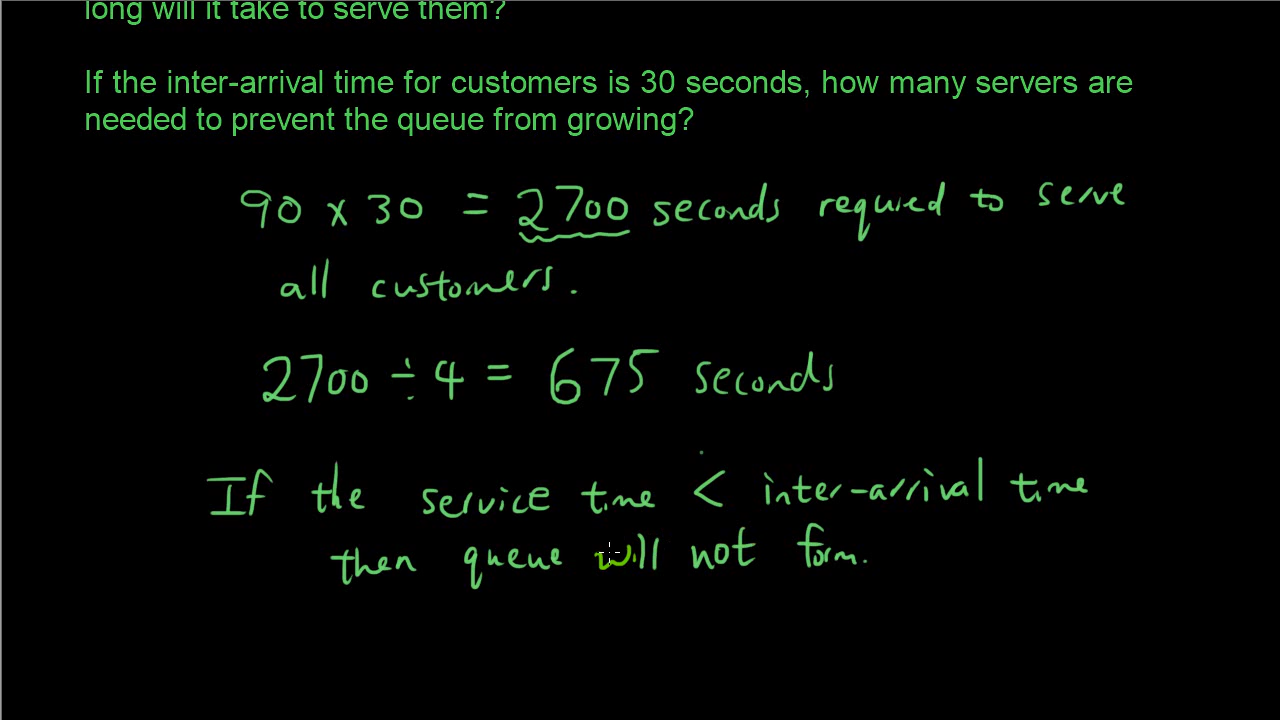 long will it take to serve them?
If the inter-arrival time for customers is 30 seconds, how many servers are
needed to prevent the queue from growing?
90 x 30 = 2700 seconds required to serve
all customers.
2700 ÷ 4 = 675 seconds
If the service time < inter-arrival time
then queue will not form.